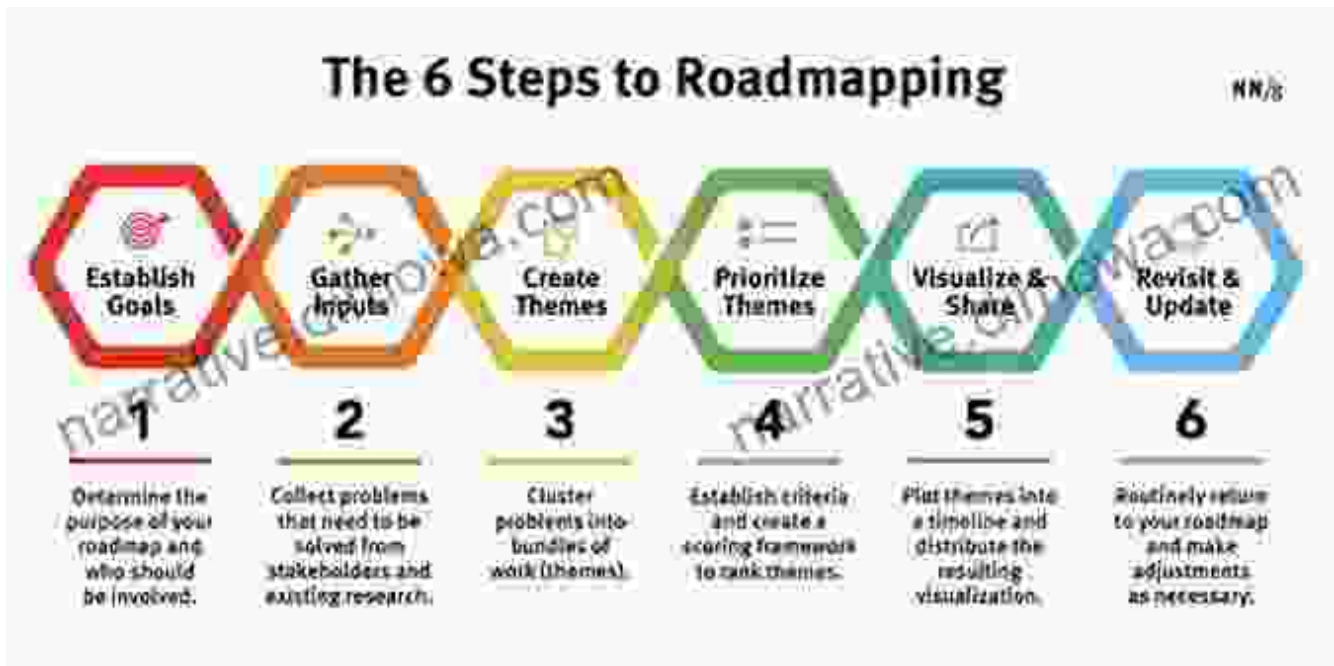 The 6 Steps to Roadmapping
NN/g
Establish
Goals
Gather
Inputs
Create
Themes
Prioritize
Themes
Visualize &
Share
Revisit &
Update
1
2
3
4
5
6
Determine the
purpose of your
roadmap and
who should
be involved.
Collect problems
that need to be
solved from
stakeholders and
existing research.
Cluster
problems into
bundles of
work (themes).
Establish criteria
and create a
scoring framework
to rank themes.
Plot themes into
a timeline and
distribute the
resulting
visualization.
Routinely return
to your roadmap
and make
adjustments
as necessary.